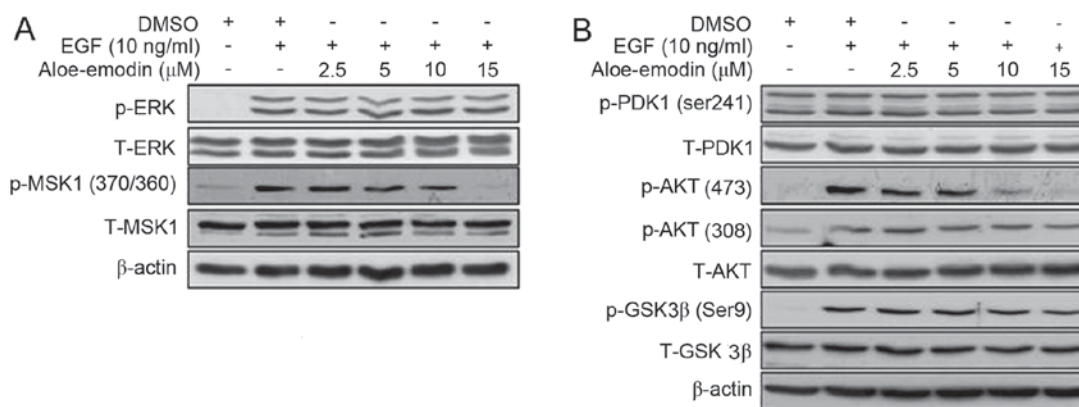 A
DMSO + + - - - -
EGF (10 ng/ml) - + + + + +
Aloe-emodin (μM) - - 2.5 5 10 15
p-ERK
T-ERK
p-MSK1 (370/360)
T-MSK1
β-actin
B
DMSO + + - - - -
EGF (10 ng/ml) - + + + + +
Aloe-emodin (μM) - - 2.5 5 10 15
p-PDK1 (ser241)
T-PDK1
p-AKT (473)
p-AKT (308)
T-AKT
p-GSK3β (Ser9)
T-GSK 3β
β-actin